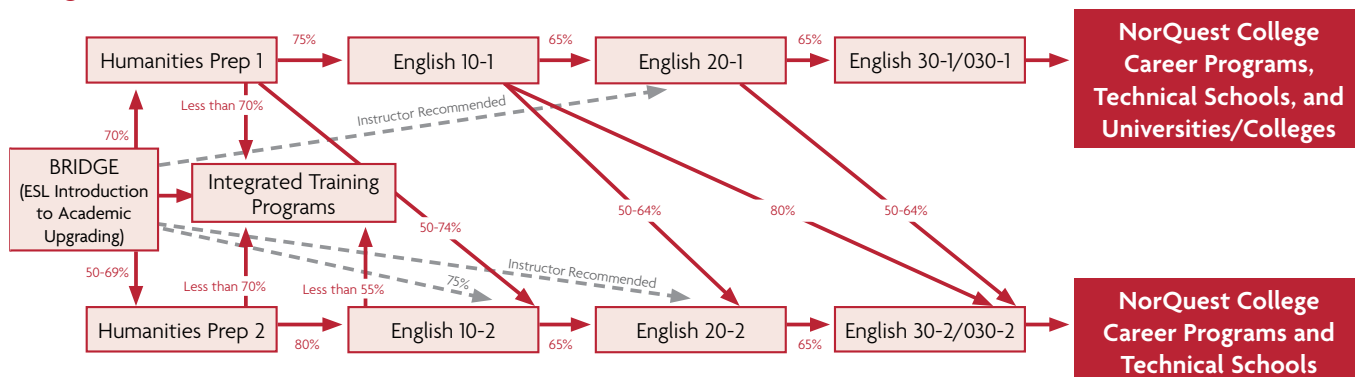 Humanities Prep 1
75%
English 10-1
65%
English 20-1
65%
English 30-1/030-1
NorQuest College
Career Programs,
Technical Schools, and
Universities/Colleges
Less than 70%
Instructor Recommended
70%
BRIDGE
(ESL Introduction
to Academic
Upgrading)
Integrated Training
Programs
50-74%
50-64%
80%
50-64%
50-69%
Less than 70%
Less than 55%
75%
Instructor Recommended
Humanities Prep 2
80%
English 10-2
65%
English 20-2
65%
English 30-2/030-2
NorQuest College
Career Programs and
Technical Schools